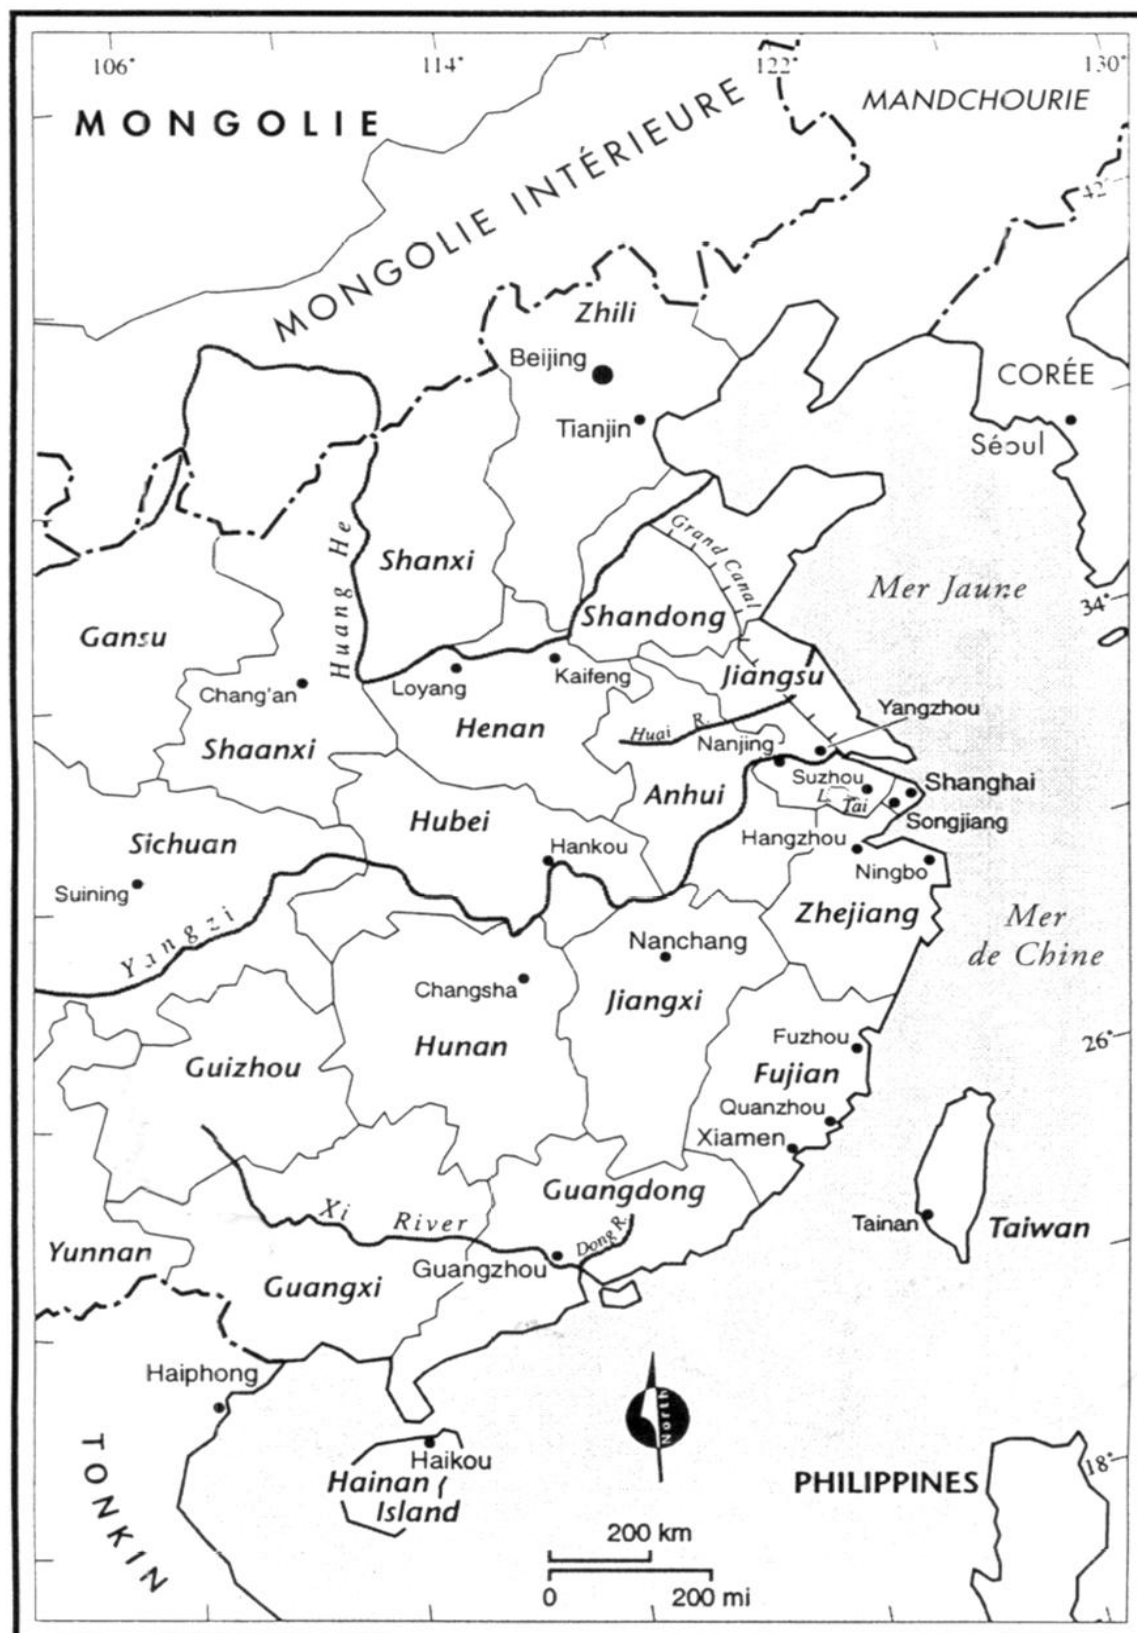 106°
114°
122°
130°
MONGOLIE
MANDCHOURIE
MONGOLIE INTÉRIEURE
42°
Zhili
Beijing
Tianjin
CORÉE
Séoul
Huang He
Shanxi
Grand Canal
Mer Jaune
34°
Shandong
Gansu
Chang'an
Loyang
Kaifeng
Jiangsu
Yangzhou
Henan
Huai R.
Nanjing
Shaanxi
Suzhou
Shanghai
L. Tai
Anhui
Songjiang
Hubei
Hangzhou
Sichuan
Hankou
Ningbo
Suining
Yangzi
Zhejiang
Mer
de Chine
Nanchang
Changsha
Jiangxi
Hunan
Fuzhou
26°
Guizhou
Fujian
Quanzhou
Xiamen
Guangdong
Xi River
Dong R.
Tainan
Taiwan
Yunnan
Guangzhou
Guangxi
Haiphong
North
TONKIN
Haikou
Hainan
Island
PHILIPPINES
18°
200 km
0 200 mi